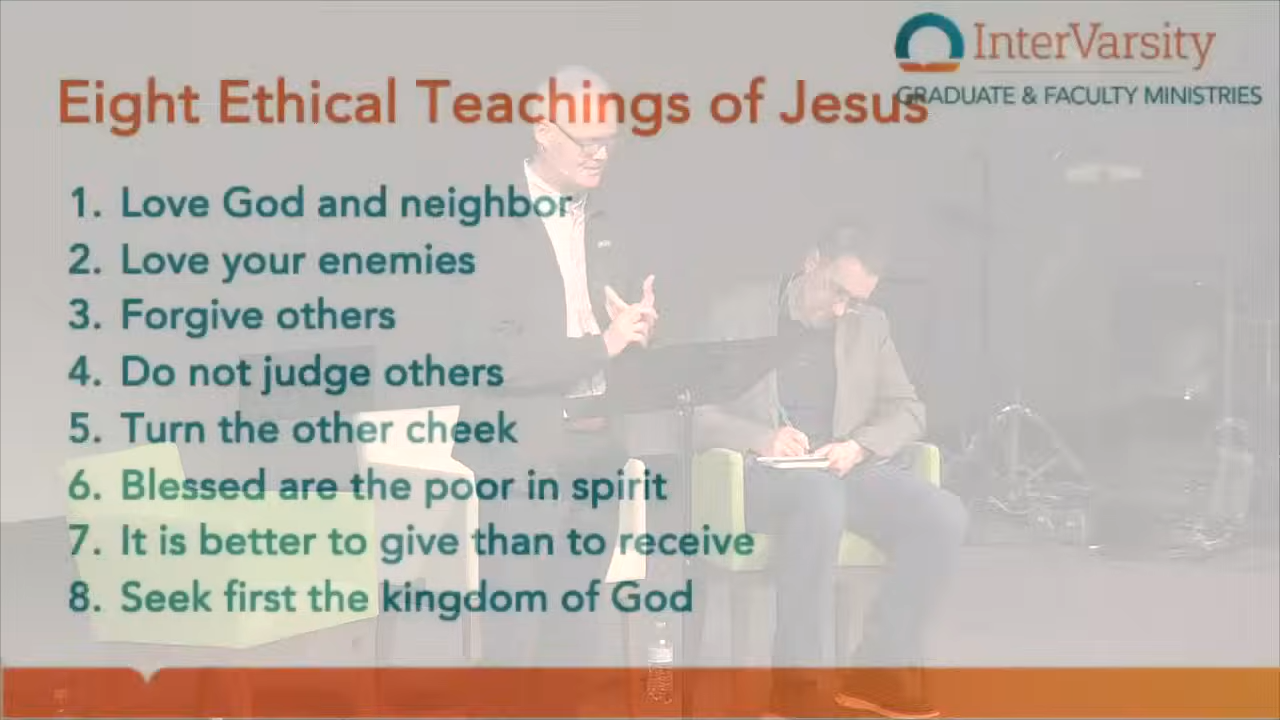 InterVarsity
GRADUATE & FACULTY MINISTRIES
Eight Ethical Teachings of Jesus
1. Love God and neighbor
2. Love your enemies
3. Forgive others
4. Do not judge others
5. Turn the other cheek
6. Blessed are the poor in spirit
7. It is better to give than to receive
8. Seek first the kingdom of God